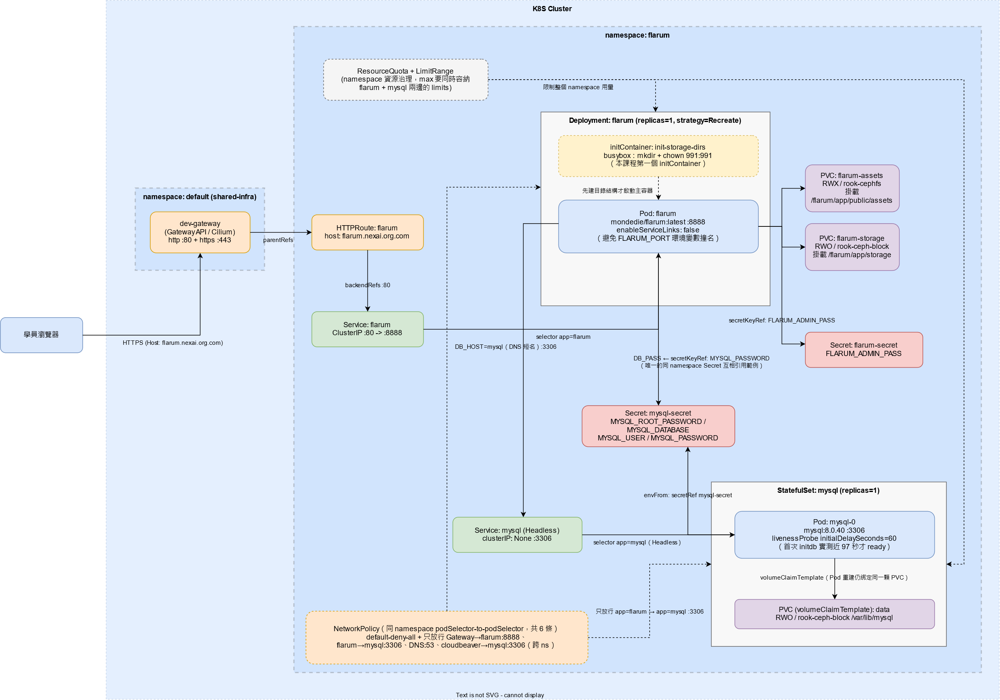 K8S Cluster
namespace: flarum
ResourceQuota + LimitRange
(namespace 資源治理，max 要同時容納
flarum + mysql 兩邊的 limits)
限制整個 namespace 用量
Deployment: flarum (replicas=1, strategy=Recreate)
initContainer: init-storage-dirs
busybox：mkdir + chown 991:991
（本課程第一個 initContainer）
先建目錄結構才啟動主容器
Pod: flarum
mondedie/flarum:latest :8888
enableServiceLinks: false
（避免 FLARUM_PORT 環境變數撞名）
PVC: flarum-assets
RWX / rook-cephfs
掛載
/flarum/app/public/assets
PVC: flarum-storage
RWO / rook-ceph-block
掛載 /flarum/app/storage
namespace: default (shared-infra)
dev-gateway
(Gateway API / Cilium)
http :80 + https :443
parentRefs
HTTPRoute: flarum
host: flarum.nexai.org.com
backendRefs :80
Service: flarum
ClusterIP :80 -> :8888
學員瀏覽器
HTTPS (Host: flarum.nexai.org.com)
selector app=flarum
DB_HOST=mysql（DNS 短名）:3306
secretKeyRef: FLARUM_ADMIN_PASS
Secret: flarum-secret
FLARUM_ADMIN_PASS
DB_PASS ← secretKeyRef: MYSQL_PASSWORD
（唯一的同 namespace Secret 互相引用範例）
Secret: mysql-secret
MYSQL_ROOT_PASSWORD /
MYSQL_DATABASE
MYSQL_USER / MYSQL_PASSWORD
envFrom: secretRef mysql-secret
StatefulSet: mysql (replicas=1)
Pod: mysql-0
mysql:8.0.40 :3306
livenessProbe initialDelaySeconds=60
（首次 initdb 實測近 97 秒才 ready）
Service: mysql (Headless)
clusterIP: None :3306
selector app=mysql（Headless）
volumeClaimTemplate（Pod 重建仍綁定同一顆 PVC）
PVC (volumeClaimTemplate): data
RWO / rook-ceph-block /var/lib/mysql
只放行 app=flarum → app=mysql :3306
NetworkPolicy（同 namespace podSelector-to-podSelector，共 6 條）
default-deny-all + 只放行 Gateway→flarum:8888、
flarum→mysql:3306、DNS:53、cloudbeaver→mysql:3306（跨 ns）
Text is not SVG - cannot display